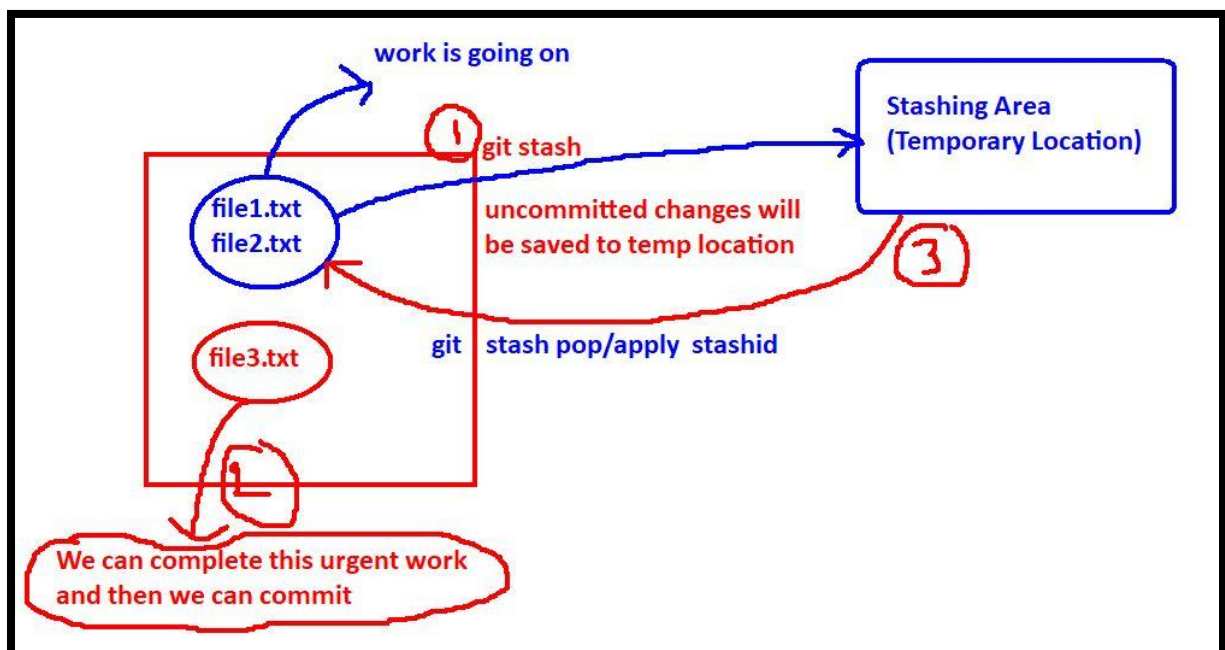 work is going on
Stashing Area
(Temporary Location)
1
git stash
file1.txt
file2.txt
uncommitted changes will
be saved to temp location
3
git stash pop/apply stashid
file3.txt
2
We can complete this urgent work
and then we can commit